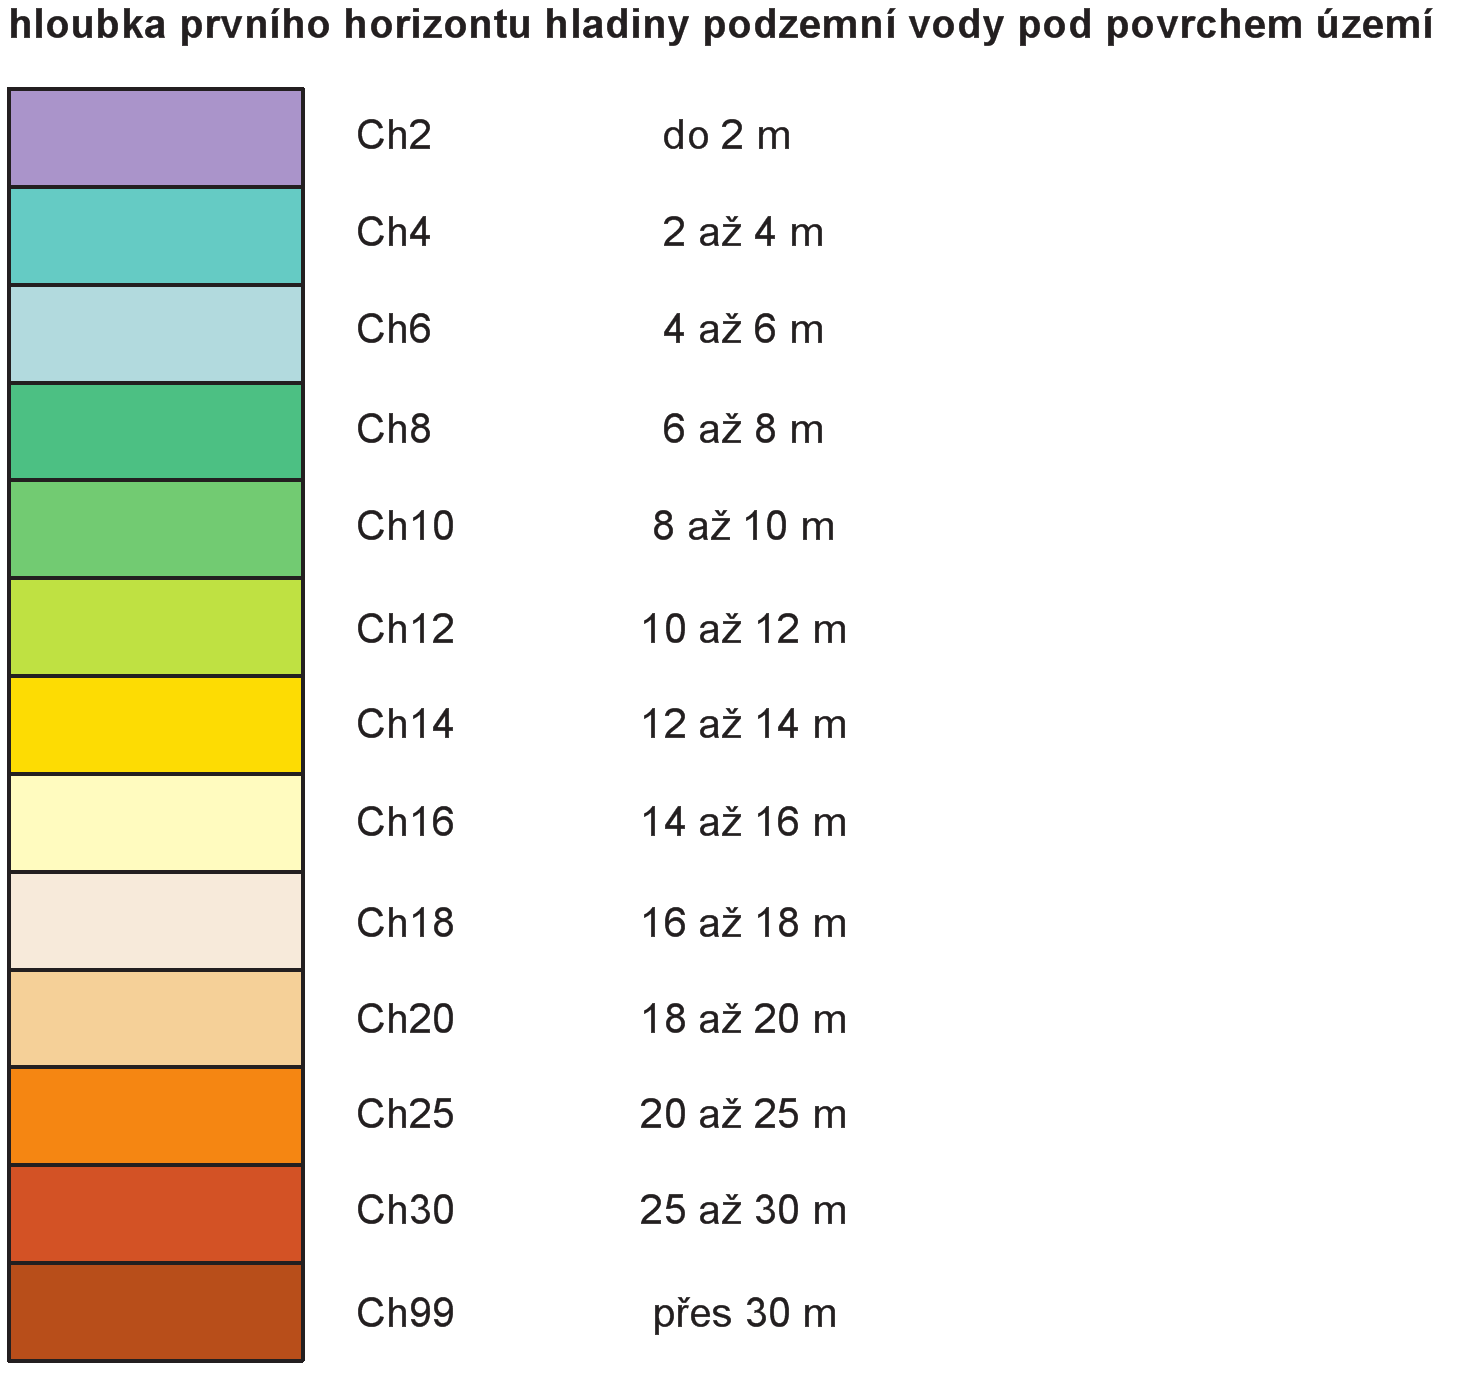 hloubka prvního horizontu hladiny podzemní vody pod povrchem území
Ch2 do 2 m
Ch4 2 až 4 m
Ch6 4 až 6 m
Ch8 6 až 8 m
Ch10 8 až 10 m
Ch12 10 až 12 m
Ch14 12 až 14 m
Ch16 14 až 16 m
Ch18 16 až 18 m
Ch20 18 až 20 m
Ch25 20 až 25 m
Ch30 25 až 30 m
Ch99 přes 30 m